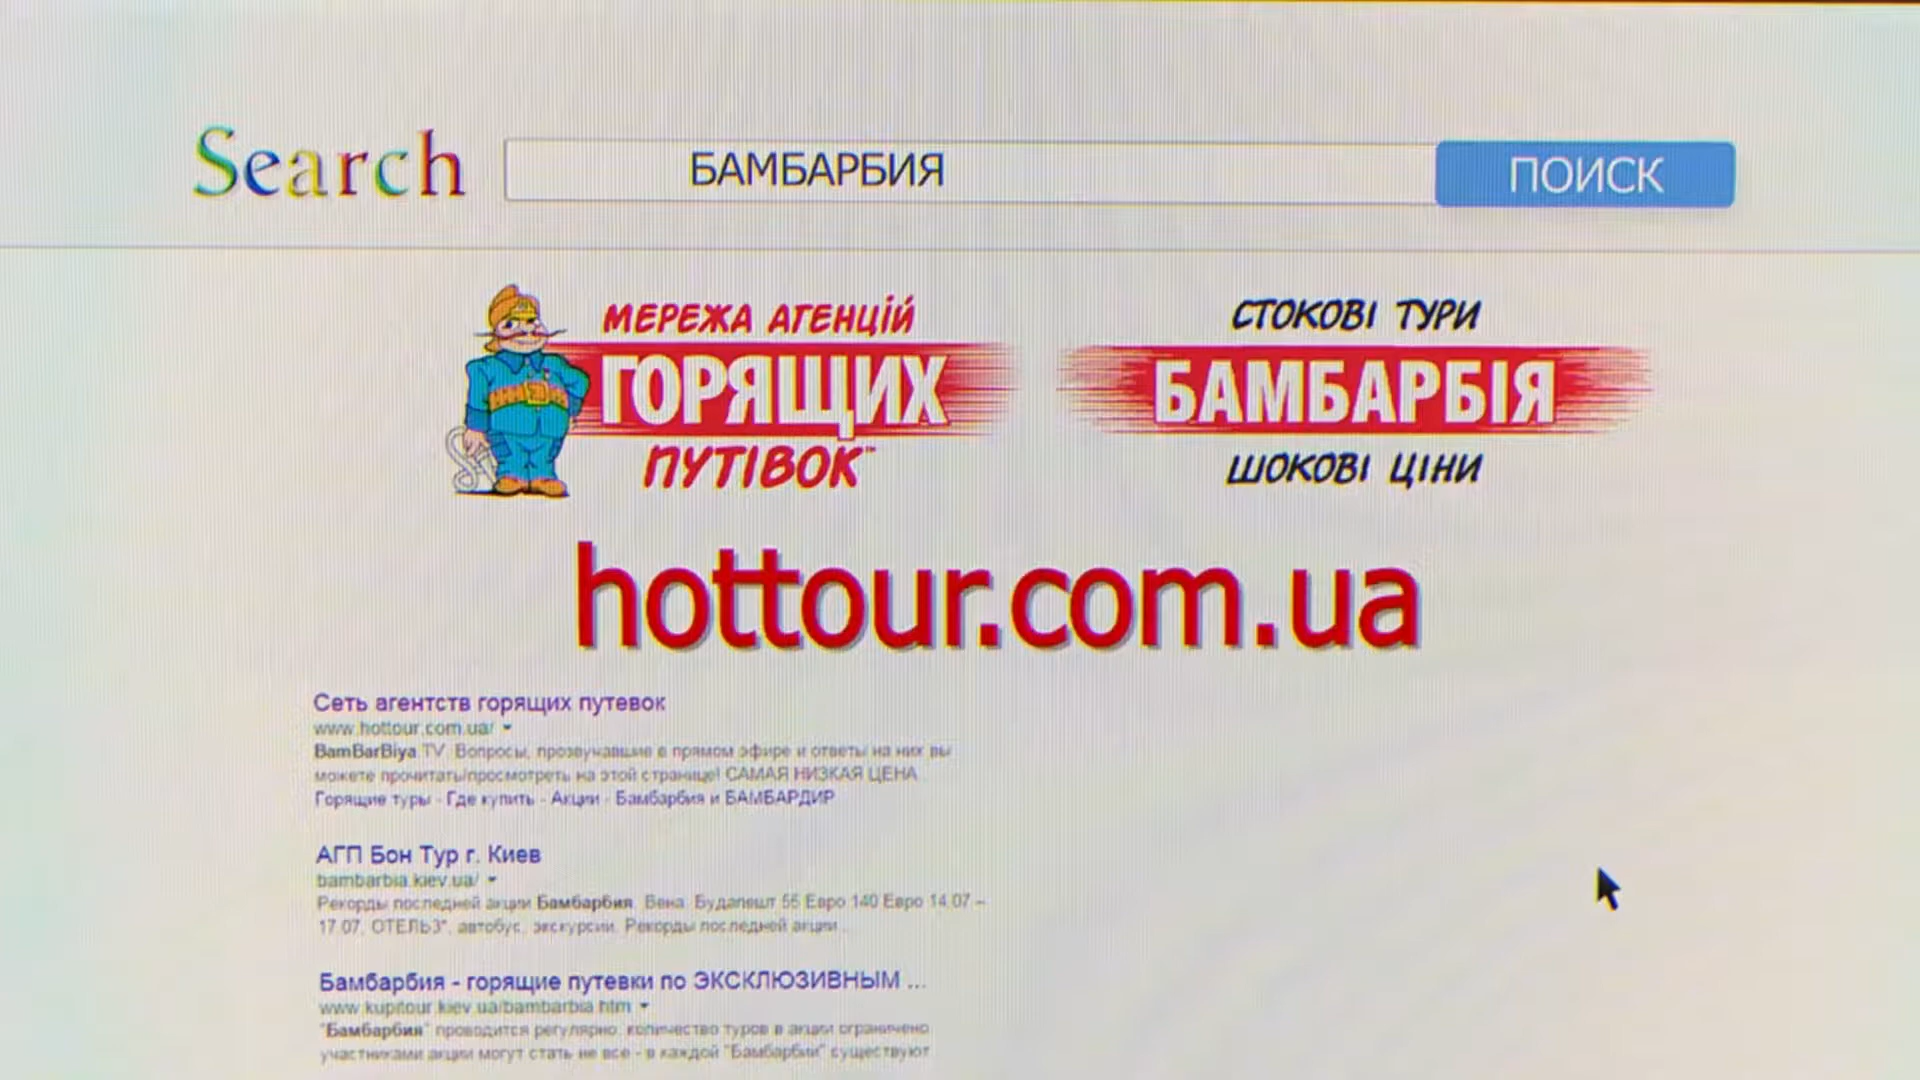 Search БАМБАРБИЯ ПОИСК
МЕРЕЖА АГЕНЦІЙ
ГОРЯЩИХ
ПУТІВОК™
СТОКОВІ ТУРИ
БАМБАРБІЯ
ШОКОВІ ЦІНИ
hottour.com.ua
Сеть агентств горящих путевок
www.hottour.com.ua/
BamBarBiya.TV. Вопросы, прозвучавшие в прямом эфире и ответы на них вы
можете прочитать/просмотреть на этой странице! САМАЯ НИЗКАЯ ЦЕНА
Горящие туры - Где купить - Акции - Бамбарбия и БАМБАРДИР
АГП Бон Тур г. Киев
bambarbia.kiev.ua/
Рекорды последней акции Бамбарбия. Вена. Будапешт 55 Евро 140 Евро 14.07 –
17.07, ОТЕЛЬ3*, автобус, экскурсии. Рекорды последней акции ...
Бамбарбия - горящие путевки по ЭКСКЛЮЗИВНЫМ ...
www.kupitour.kiev.ua/bambarbia.htm
"Бамбарбия" проводится регулярно, количество туров в акции ограничено
участниками акции могут стать не все - в каждой "Бамбарбии" существуют